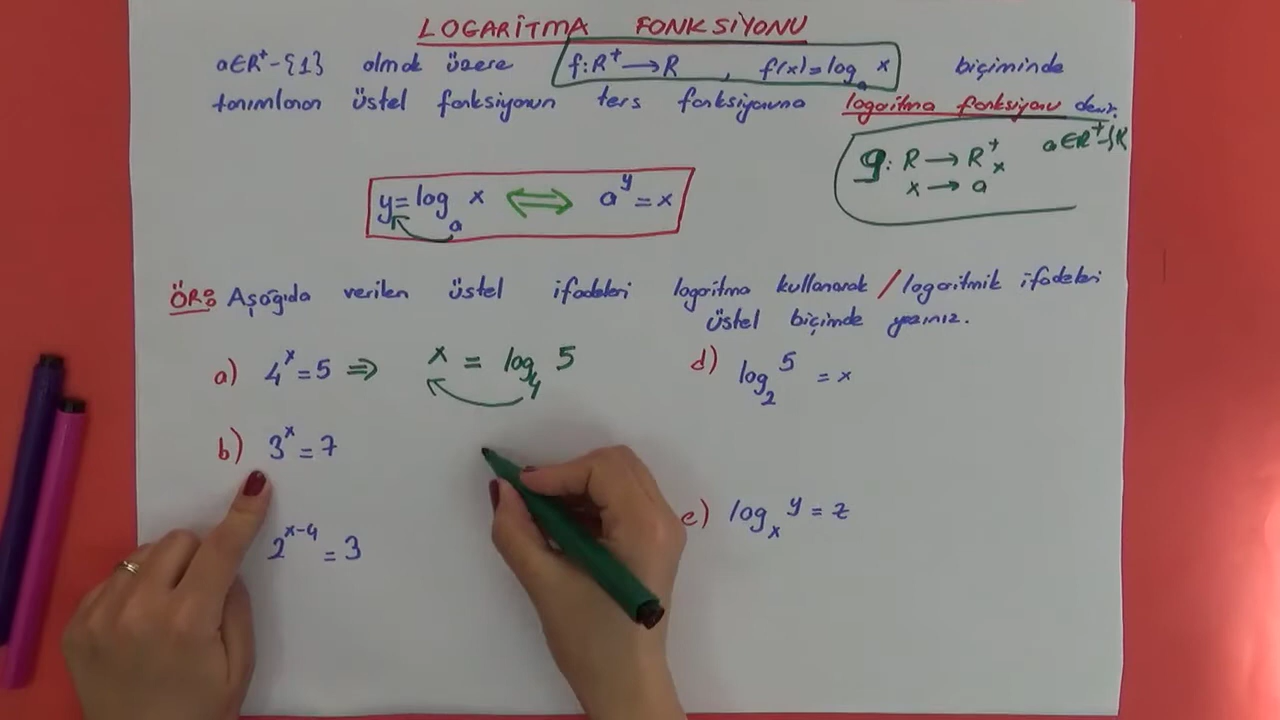 LOGARİTMA FONKSİYONU
a∈R⁺-{1} olmak üzere f:R⁺→R , f(x)=logₐ x biçiminde
tanımlanan üstel fonksiyonun ters fonksiyonuna logaritma fonksiyonu denir.
a∈R⁺-{
g: R → R⁺
x → aˣ
y=logₐ x ⟺ aʸ=x
ÖR: Aşağıda verilen üstel ifadeleri logaritma kullanarak / logaritmik ifadeleri
üstel biçimde yazınız.
a) 4ˣ=5 ⇒ x = log₄ 5
d) log₂ 5 = x
b) 3ˣ=7
e) logₓ y = z
2ˣ⁻⁴=3